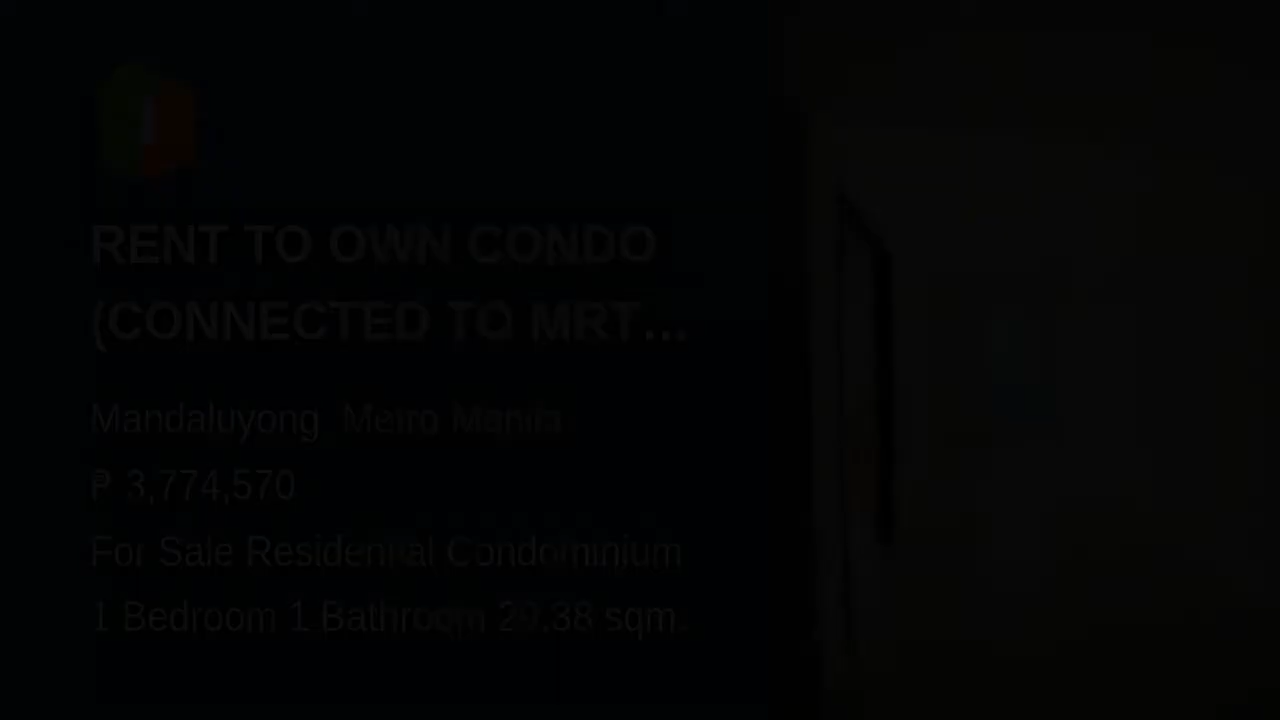 RENT TO OWN CONDO
(CONNECTED TO MRT...
Mandaluyong Metro Manila
₱ 3,774,570
For Sale Residential Condominium
1 Bedroom 1 Bathroom sqm.